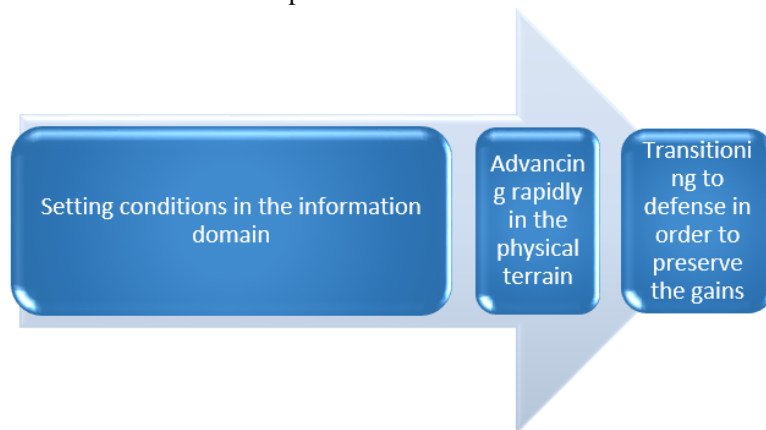 Setting conditions in the information
domain
Advancin
g rapidly
in the
physical
terrain
Transitioni
ng to
defense in
order to
preserve
the gains